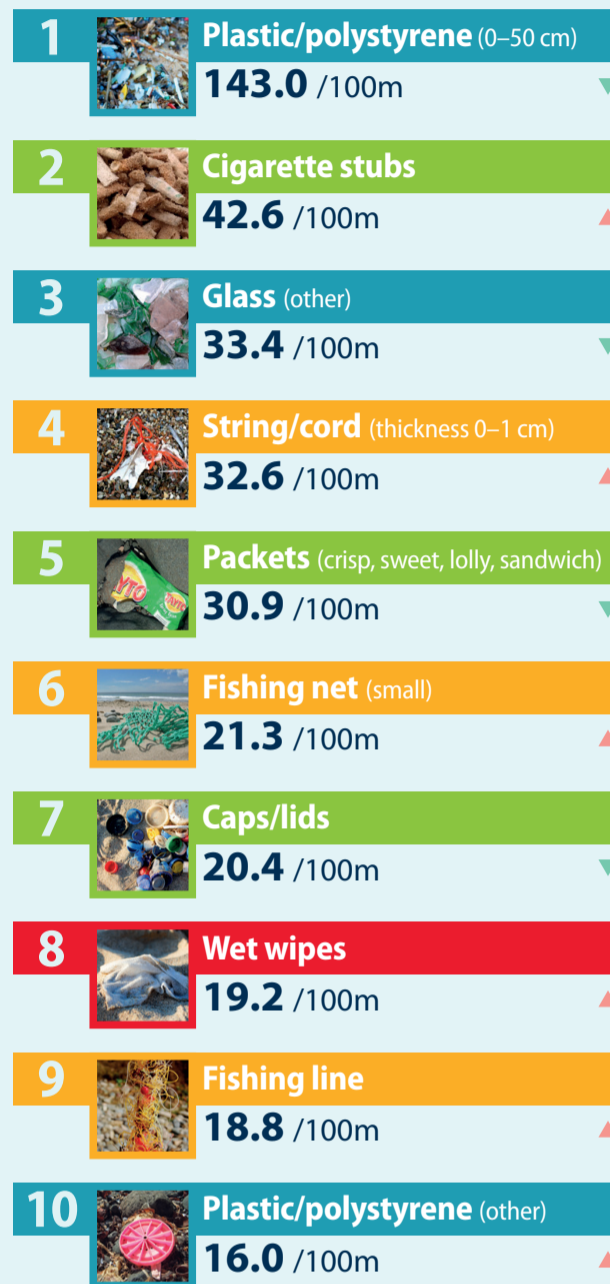 1
Plastic/polystyrene (0–50 cm)
143.0 /100m
2
Cigarette stubs
42.6 /100m
3
Glass (other)
33.4 /100m
4
String/cord (thickness 0–1 cm)
32.6 /100m
5
Packets (crisp, sweet, lolly, sandwich)
30.9 /100m
6
Fishing net (small)
21.3 /100m
7
Caps/lids
20.4 /100m
8
Wet wipes
19.2 /100m
9
Fishing line
18.8 /100m
10
Plastic/polystyrene (other)
16.0 /100m